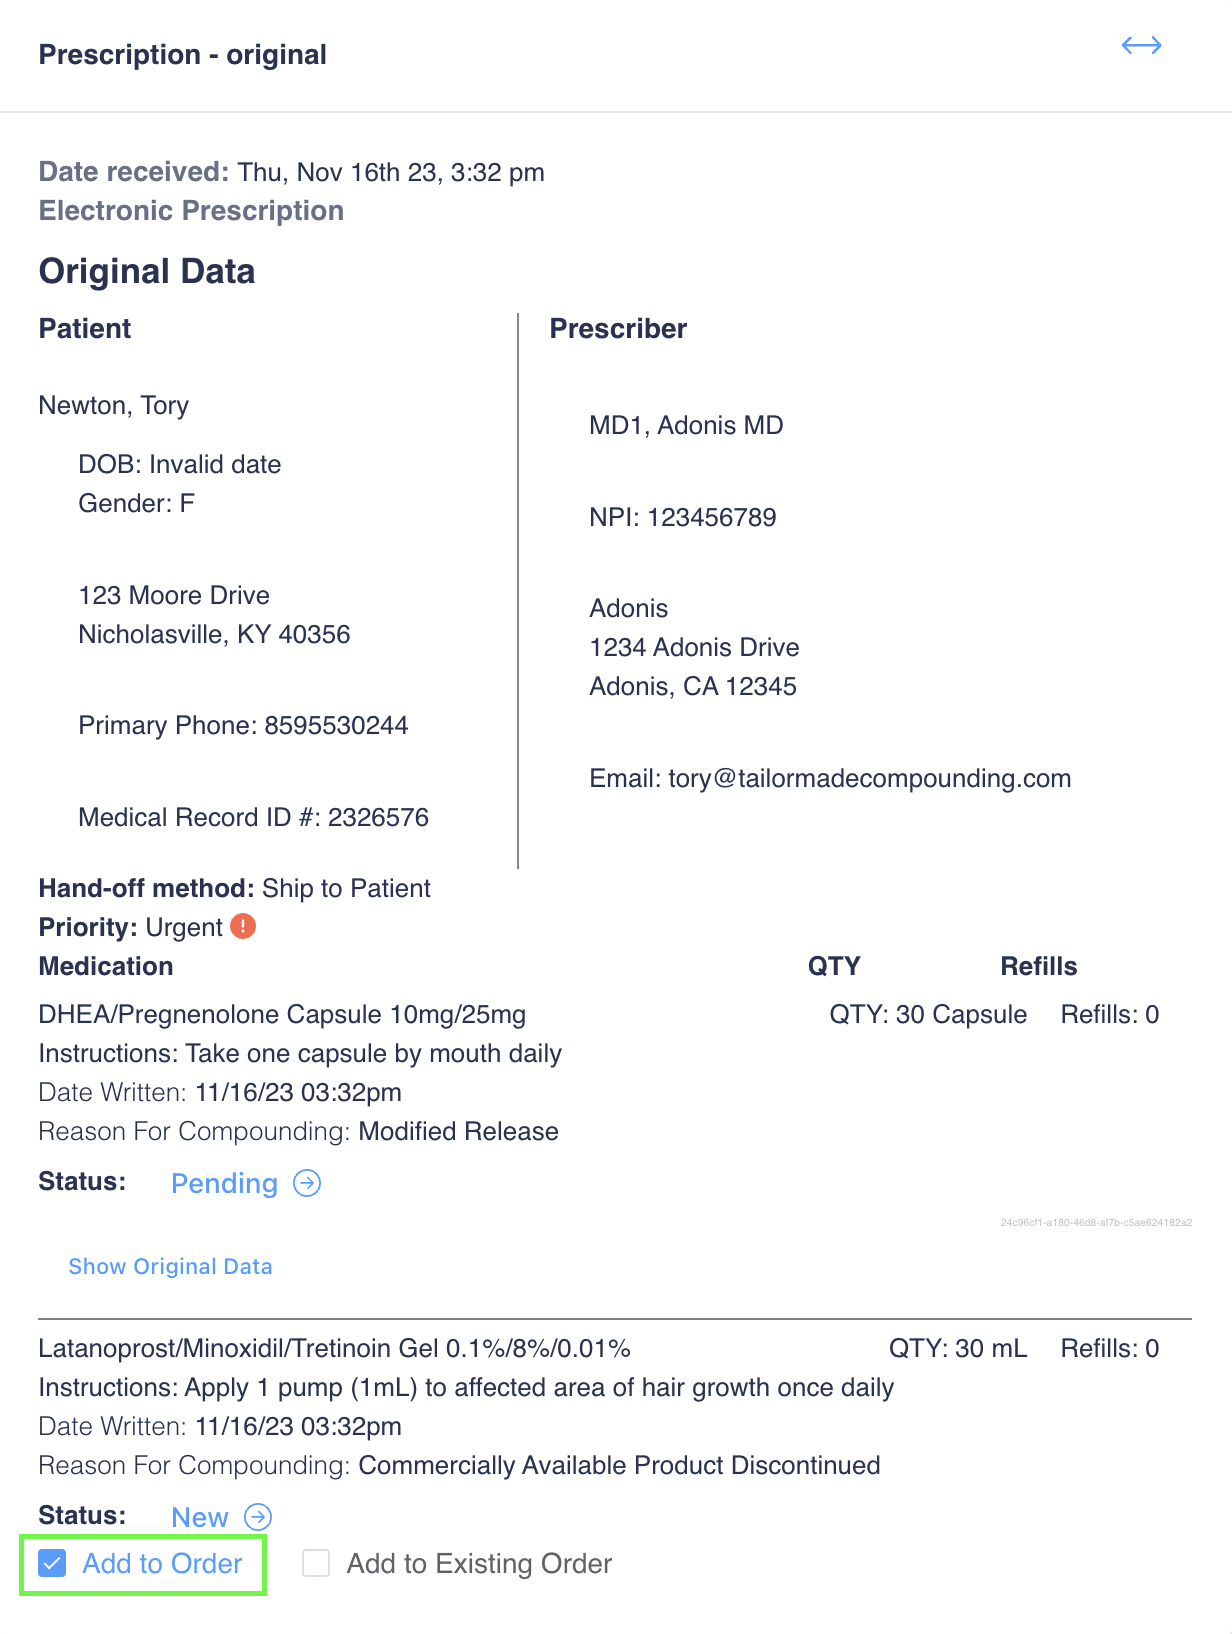 Prescription - original
Date received: Thu, Nov 16th 23, 3:32 pm
Electronic Prescription
Original Data
Patient
Newton, Tory
DOB: Invalid date
Gender: F
123 Moore Drive
Nicholasville, KY 40356
Primary Phone: 8595530244
Medical Record ID #: 2326576
Prescriber
MD1, Adonis MD
NPI: 123456789
Adonis
1234 Adonis Drive
Adonis, CA 12345
Email: tory@tailormadecompounding.com
Hand-off method: Ship to Patient
Priority: Urgent !
Medication QTY Refills
DHEA/Pregnenolone Capsule 10mg/25mg QTY: 30 Capsule Refills: 0
Instructions: Take one capsule by mouth daily
Date Written: 11/16/23 03:32pm
Reason For Compounding: Modified Release
Status: Pending
24c96cf1-a180-46d8-af7b-c5ae624182a2
Show Original Data
Latanoprost/Minoxidil/Tretinoin Gel 0.1%/8%/0.01% QTY: 30 mL Refills: 0
Instructions: Apply 1 pump (1mL) to affected area of hair growth once daily
Date Written: 11/16/23 03:32pm
Reason For Compounding: Commercially Available Product Discontinued
Status: New
Add to Order Add to Existing Order